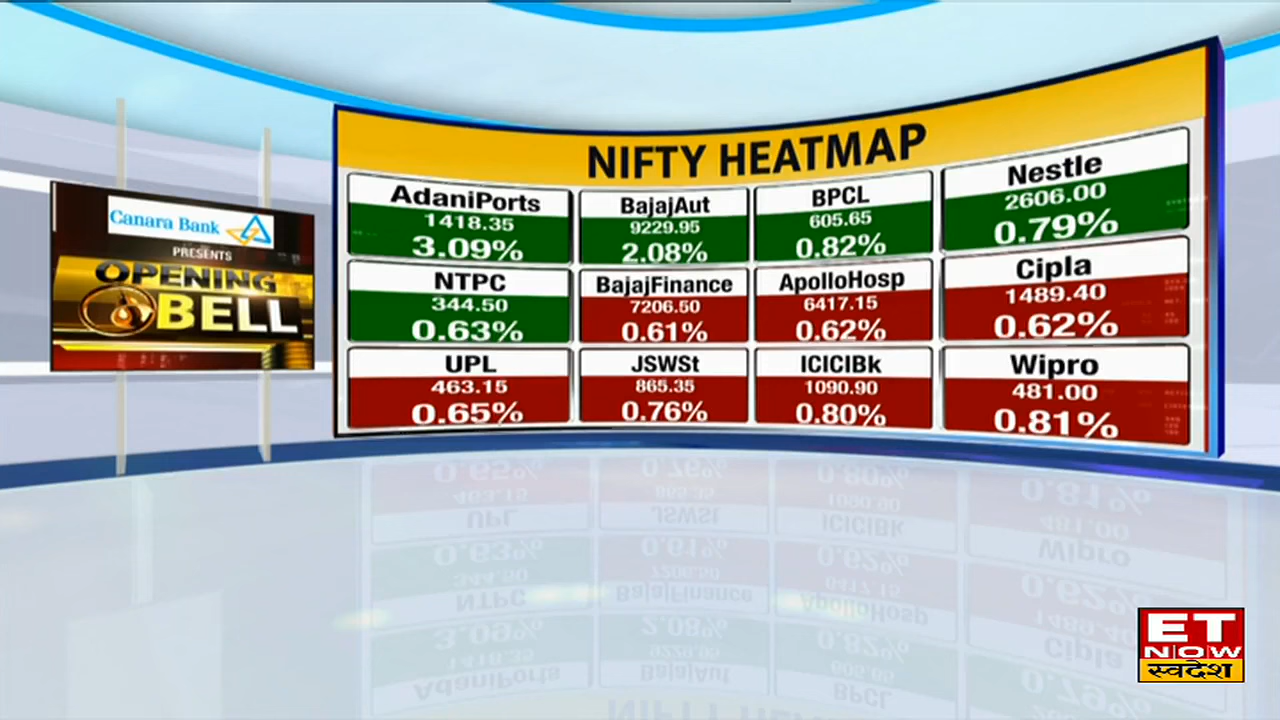 NIFTY HEATMAP
AdaniPorts
1418.35
3.09%
BajajAut
9229.95
2.08%
BPCL
605.65
0.82%
Nestle
2606.00
0.79%
NTPC
344.50
0.63%
BajajFinance
7206.50
0.61%
ApolloHosp
6417.15
0.62%
Cipla
1489.40
0.62%
UPL
463.15
0.65%
JSWSt
865.35
0.76%
ICICIBk
1090.90
0.80%
Wipro
481.00
0.81%
Canara Bank
PRESENTS
OPENING
BELL
ET
NOW
स्वदेश